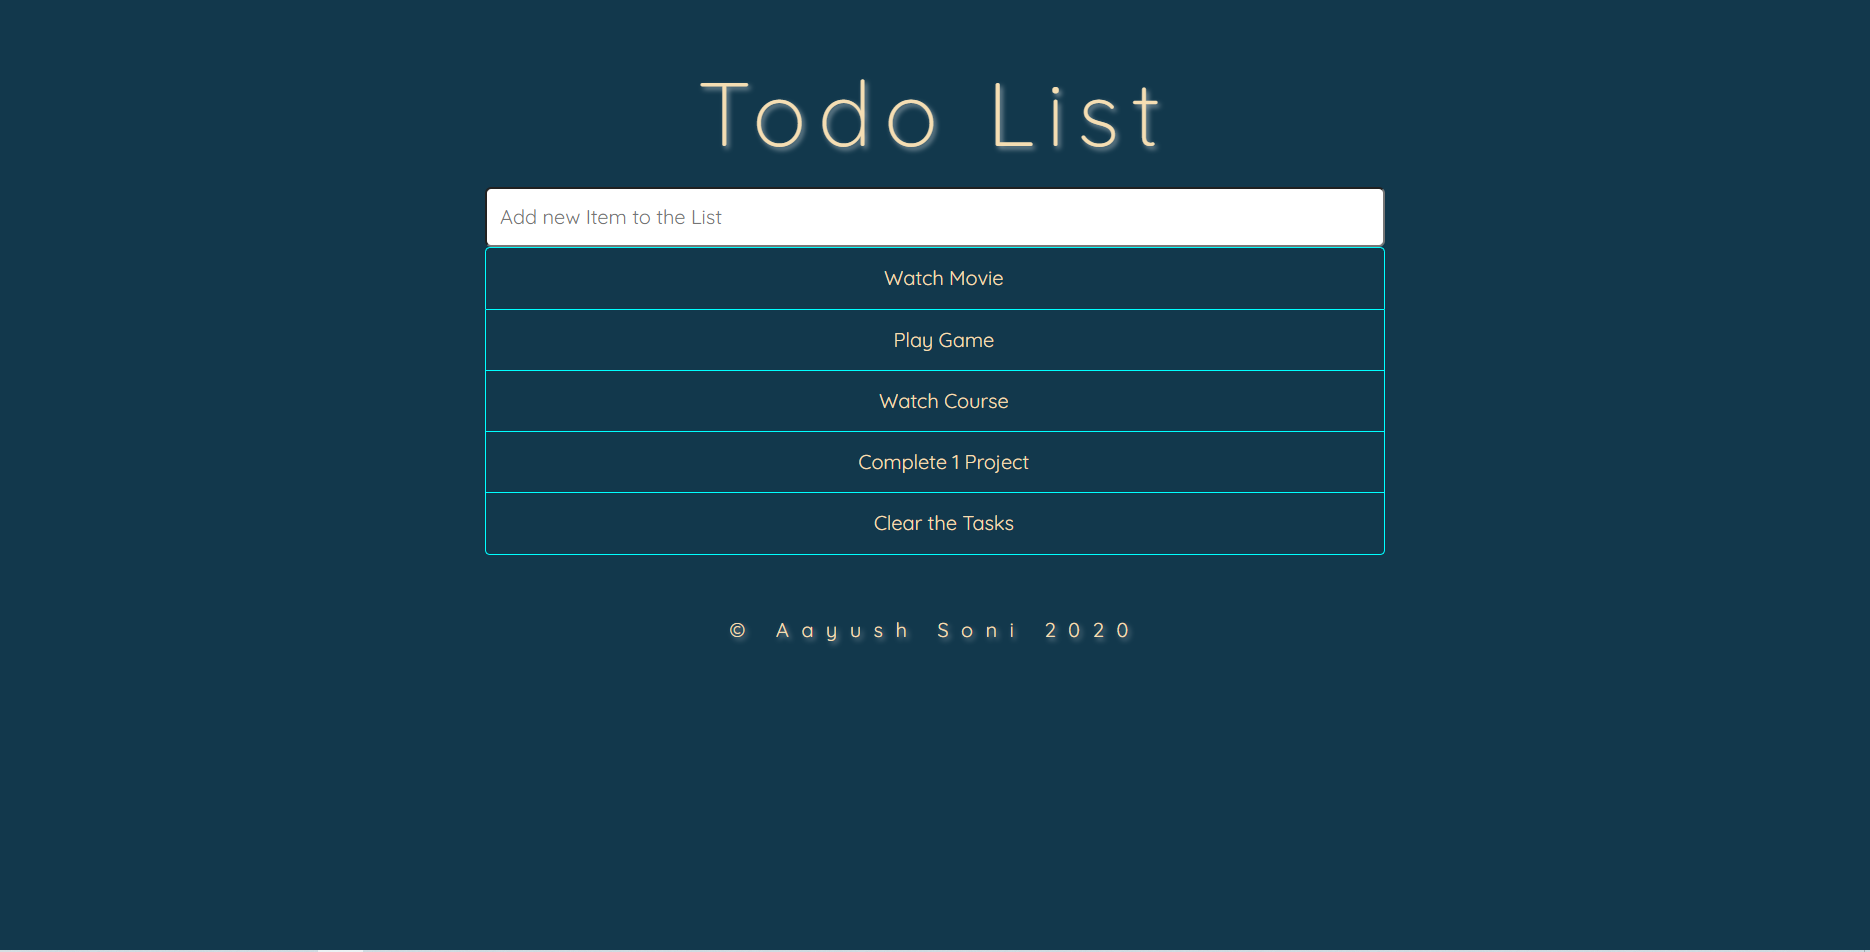 Todo List
Add new Item to the List
Watch Movie
Play Game
Watch Course
Complete 1 Project
Clear the Tasks
© Aayush Soni 2020